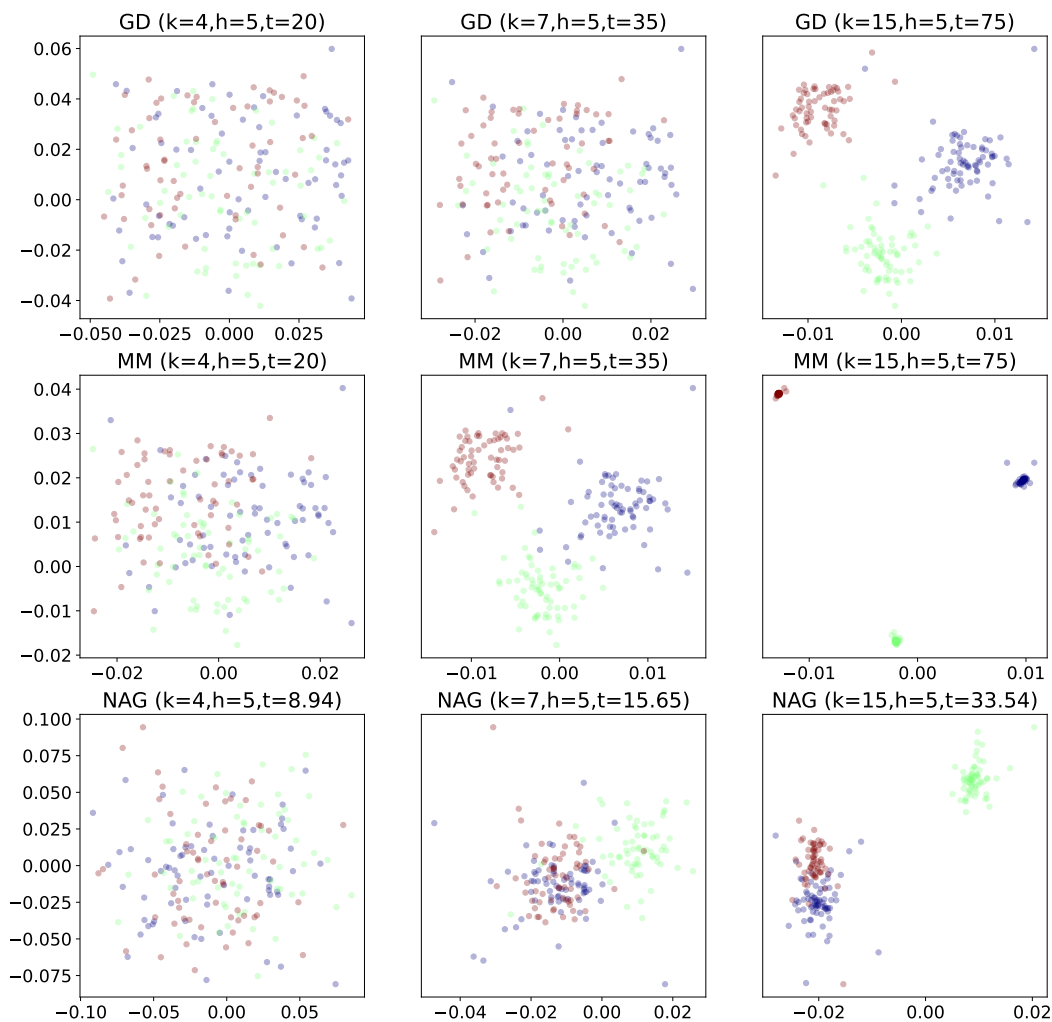 GD (k=4,h=5,t=20)
GD (k=7,h=5,t=35)
GD (k=15,h=5,t=75)
0.06
0.04
0.02
0.00
−0.02
−0.04
−0.050 −0.025 0.000 0.025
−0.02 0.00 0.02
−0.01 0.00 0.01
MM (k=4,h=5,t=20)
MM (k=7,h=5,t=35)
MM (k=15,h=5,t=75)
0.04
0.03
0.02
0.01
0.00
−0.01
−0.02
−0.02 0.00 0.02
−0.01 0.00 0.01
−0.01 0.00 0.01
NAG (k=4,h=5,t=8.94)
NAG (k=7,h=5,t=15.65)
NAG (k=15,h=5,t=33.54)
0.100
0.075
0.050
0.025
0.000
−0.025
−0.050
−0.075
−0.10 −0.05 0.00 0.05
−0.04 −0.02 0.00 0.02
−0.02 0.00 0.02